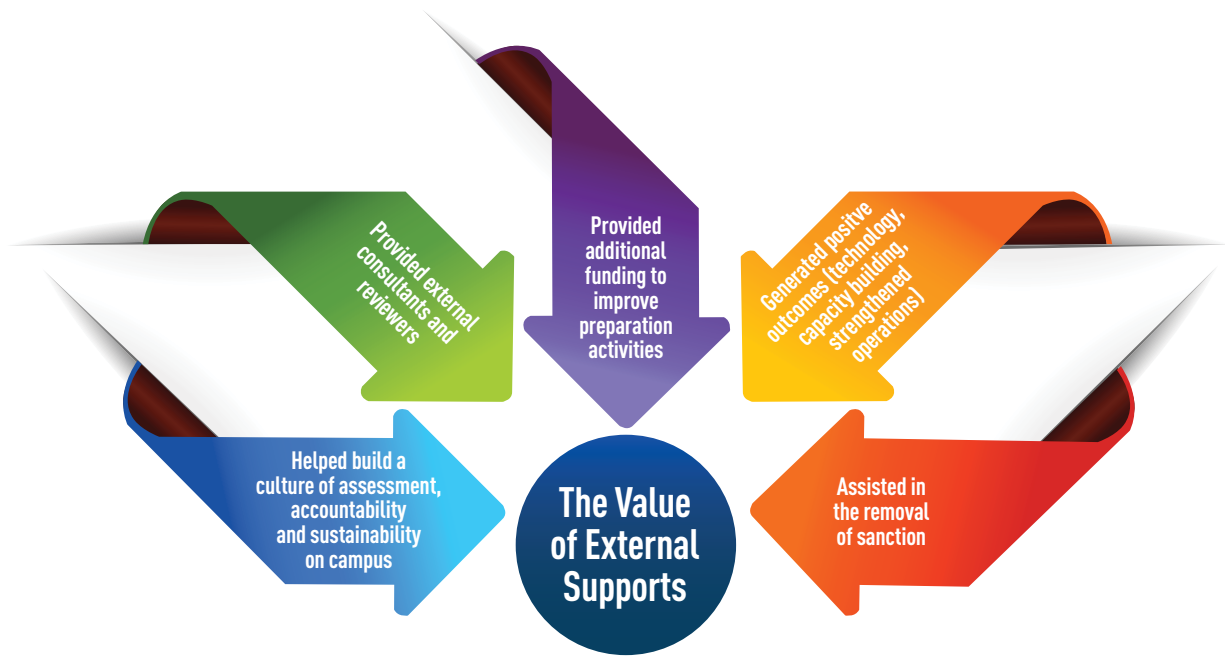 Helped build a
culture of assessment,
accountability
and sustainability
on campus
Provided external
consultants and
reviewers
Provided
additional
funding to
improve
preparation
activities
Generated positve
outcomes (technology,
capacity building,
strengthened
operations)
Assisted in
the removal
of sanction
The Value
of External
Supports